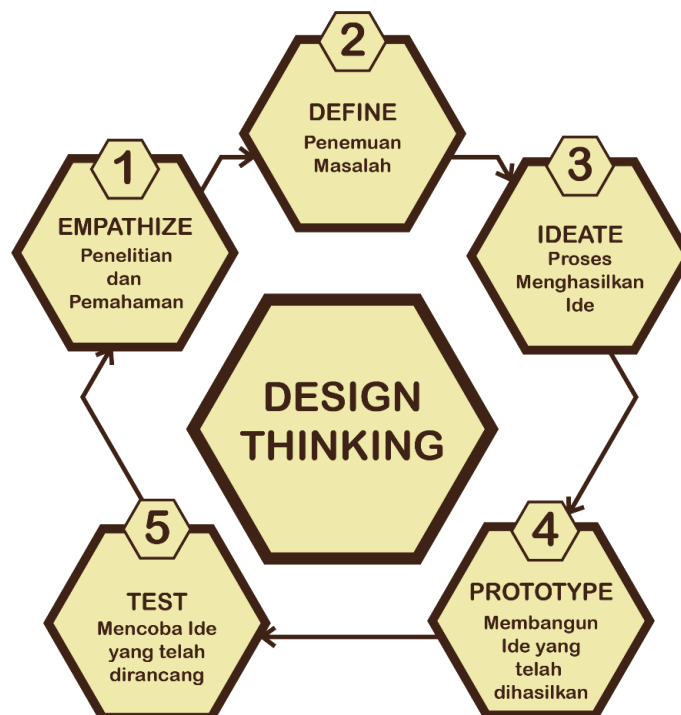 1
EMPATHIZE
Penelitian
dan
Pemahaman
2
DEFINE
Penemuan
Masalah
3
IDEATE
Proses
Menghasilkan
Ide
DESIGN
THINKING
4
PROTOTYPE
Membangun
Ide yang
telah
dihasilkan
5
TEST
Mencoba Ide
yang telah
dirancang